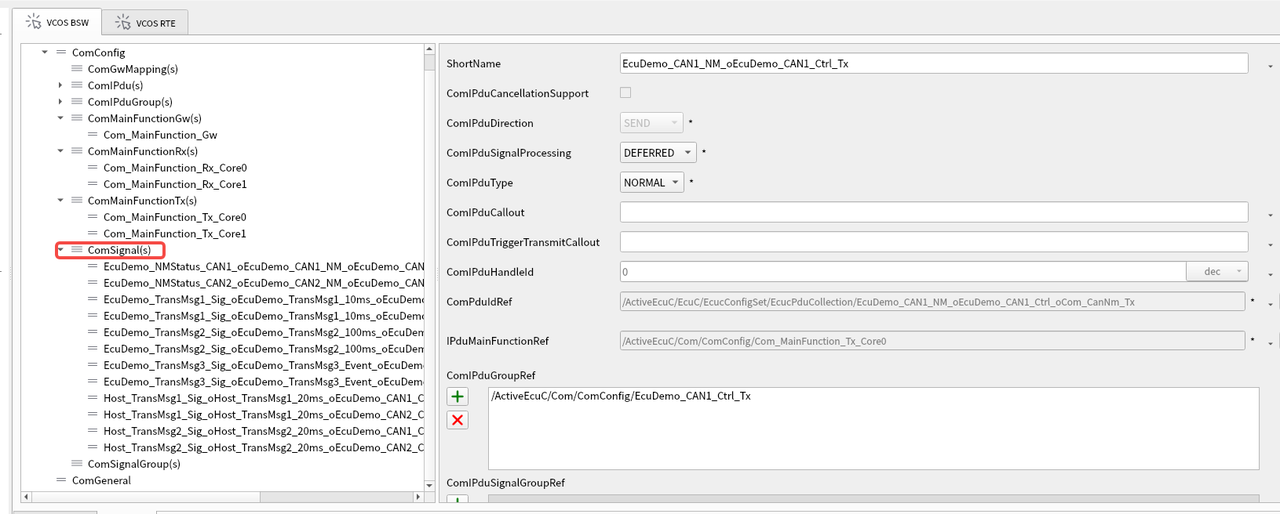 VCOS BSW
VCOS RTE
ComConfig
ComGwMapping(s)
ComIPdu(s)
ComIPduGroup(s)
ComMainFunctionGw(s)
Com_MainFunction_Gw
ComMainFunctionRx(s)
Com_MainFunction_Rx_Core0
Com_MainFunction_Rx_Core1
ComMainFunctionTx(s)
Com_MainFunction_Tx_Core0
Com_MainFunction_Tx_Core1
ComSignal(s)
EcuDemo_NMStatus_CAN1_oEcuDemo_CAN1_NM_oEcuDemo_CAN
EcuDemo_NMStatus_CAN2_oEcuDemo_CAN2_NM_oEcuDemo_CAN
EcuDemo_TransMsg1_Sig_oEcuDemo_TransMsg1_10ms_oEcuDemo
EcuDemo_TransMsg1_Sig_oEcuDemo_TransMsg1_10ms_oEcuDemo
EcuDemo_TransMsg2_Sig_oEcuDemo_TransMsg2_100ms_oEcuDem
EcuDemo_TransMsg2_Sig_oEcuDemo_TransMsg2_100ms_oEcuDem
EcuDemo_TransMsg3_Sig_oEcuDemo_TransMsg3_Event_oEcuDem
EcuDemo_TransMsg3_Sig_oEcuDemo_TransMsg3_Event_oEcuDem
Host_TransMsg1_Sig_oHost_TransMsg1_20ms_oEcuDemo_CAN1_C
Host_TransMsg1_Sig_oHost_TransMsg1_20ms_oEcuDemo_CAN2_C
Host_TransMsg2_Sig_oHost_TransMsg2_20ms_oEcuDemo_CAN1_C
Host_TransMsg2_Sig_oHost_TransMsg2_20ms_oEcuDemo_CAN2_C
ComSignalGroup(s)
ComGeneral
ShortName EcuDemo_CAN1_NM_oEcuDemo_CAN1_Ctrl_Tx
ComIPduCancellationSupport
ComIPduDirection SEND *
ComIPduSignalProcessing DEFERRED *
ComIPduType NORMAL *
ComIPduCallout
ComIPduTriggerTransmitCallout
ComIPduHandleId 0 dec
ComPduIdRef /ActiveEcuC/EcuC/EcucConfigSet/EcucPduCollection/EcuDemo_CAN1_NM_oEcuDemo_CAN1_Ctrl_oCom_CanNm_Tx *
IPduMainFunctionRef /ActiveEcuC/Com/ComConfig/Com_MainFunction_Tx_Core0 *
ComIPduGroupRef
/ActiveEcuC/Com/ComConfig/EcuDemo_CAN1_Ctrl_Tx
ComIPduSignalGroupRef